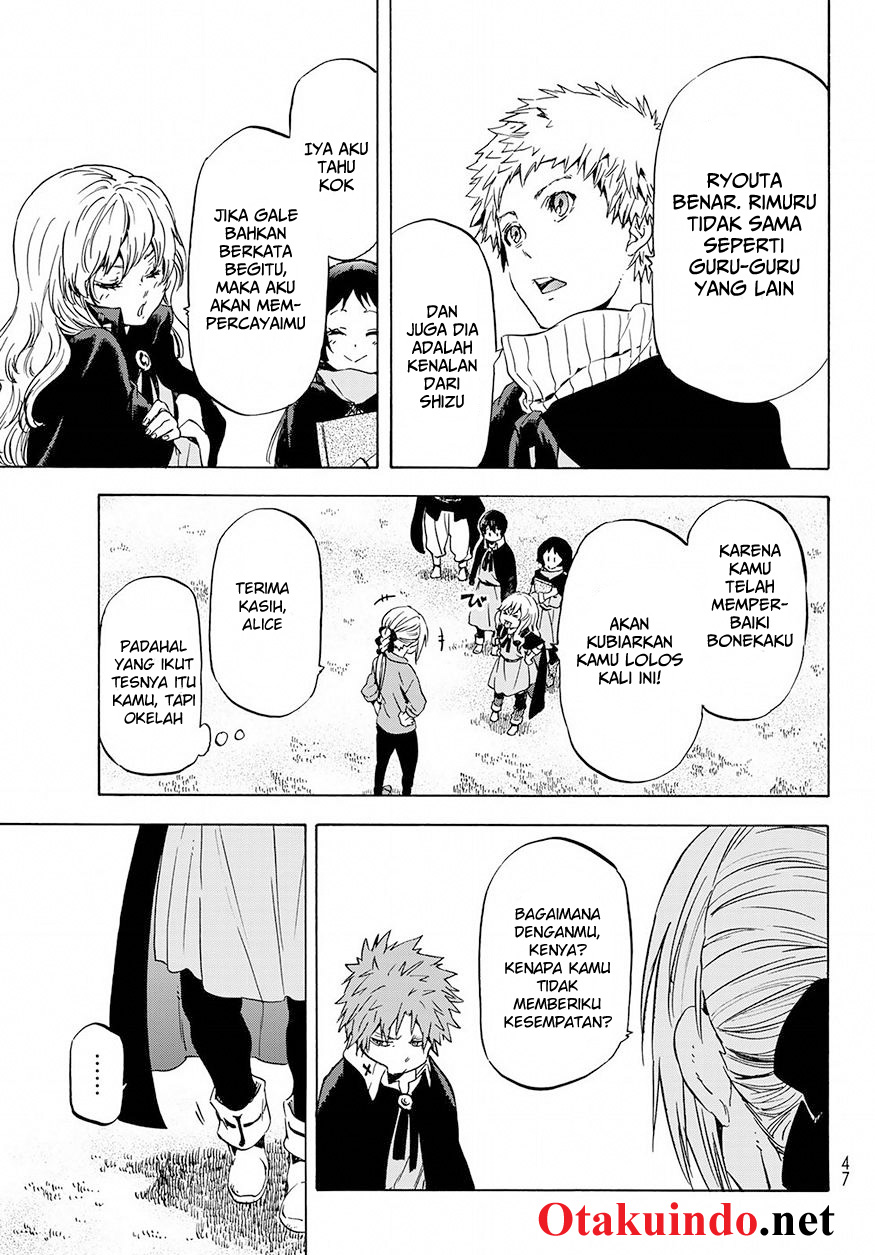 RYOUTA
BENAR. RIMURU
TIDAK SAMA
SEPERTI
GURU-GURU
YANG LAIN
DAN
JUGA DIA
ADALAH
KENALAN
DARI
SHIZU
IYA AKU
TAHU
KOK
JIKA GALE
BAHKAN
BERKATA
BEGITU,
MAKA AKU
AKAN MEM-
PERCAYAIMU
KARENA
KAMU
TELAH
MEMPER-
BAIKI
BONEKAKU
AKAN
KUBIARKAN
KAMU LOLOS
KALI INI!
び
TERIMA
KASIH,
ALICE
PADAHAL
YANG IKUT
TESNYA ITU
KAMU, TAPI
OKELAH
BAGAIMANA
DENGANMU,
KENYA?
KENAPA KAMU
TIDAK
MEMBERIKU
KESEMPATAN?
......
47
Otakuindo.net